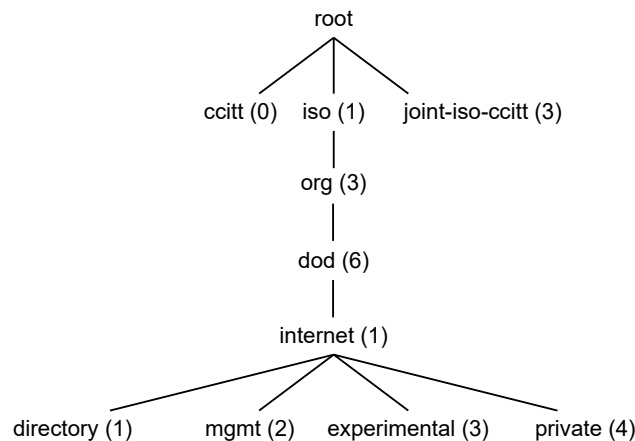 root
ccitt (0) iso (1) joint-iso-ccitt (3)
org (3)
dod (6)
internet (1)
directory (1) mgmt (2) experimental (3) private (4)